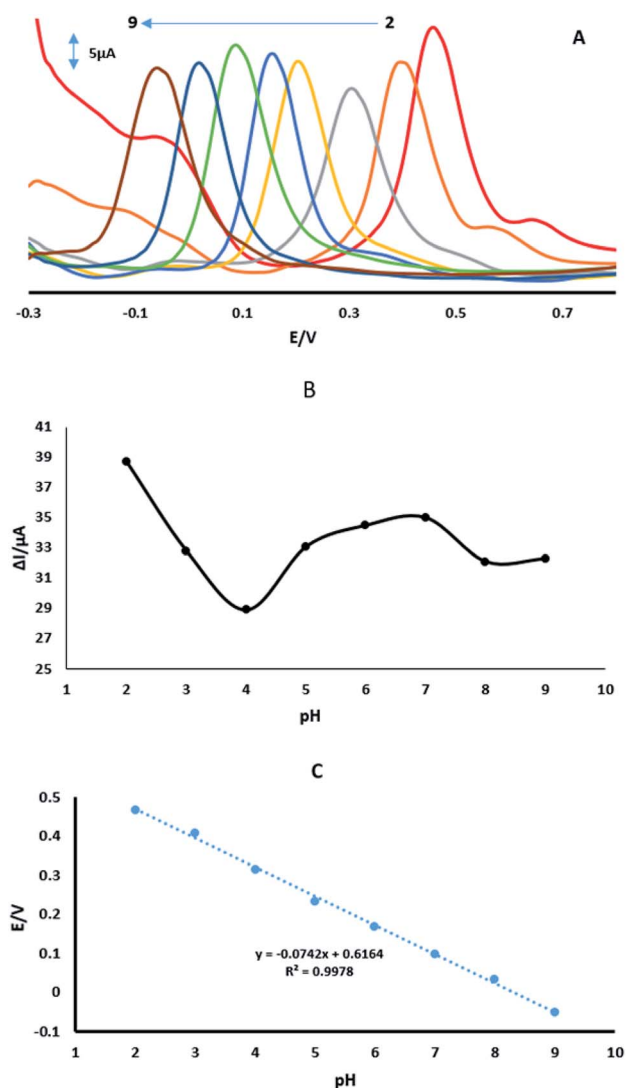 9 2
5µA
A
-0.3 -0.1 0.1 0.3 0.5 0.7
E/V
B
41
39
37
35
33
31
29
27
25
ΔI/µA
1 2 3 4 5 6 7 8 9 10
pH
C
0.5
0.4
0.3
0.2
0.1
0
-0.1
E/V
y = -0.0742x + 0.6164
R² = 0.9978
1 2 3 4 5 6 7 8 9 10
pH